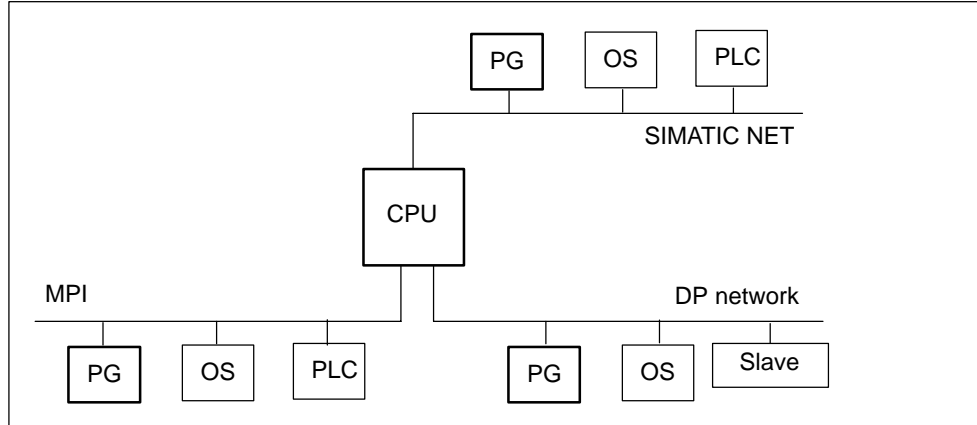 PG
OS
PLC
SIMATIC NET
CPU
MPI
DP network
PG
OS
PLC
PG
OS
Slave